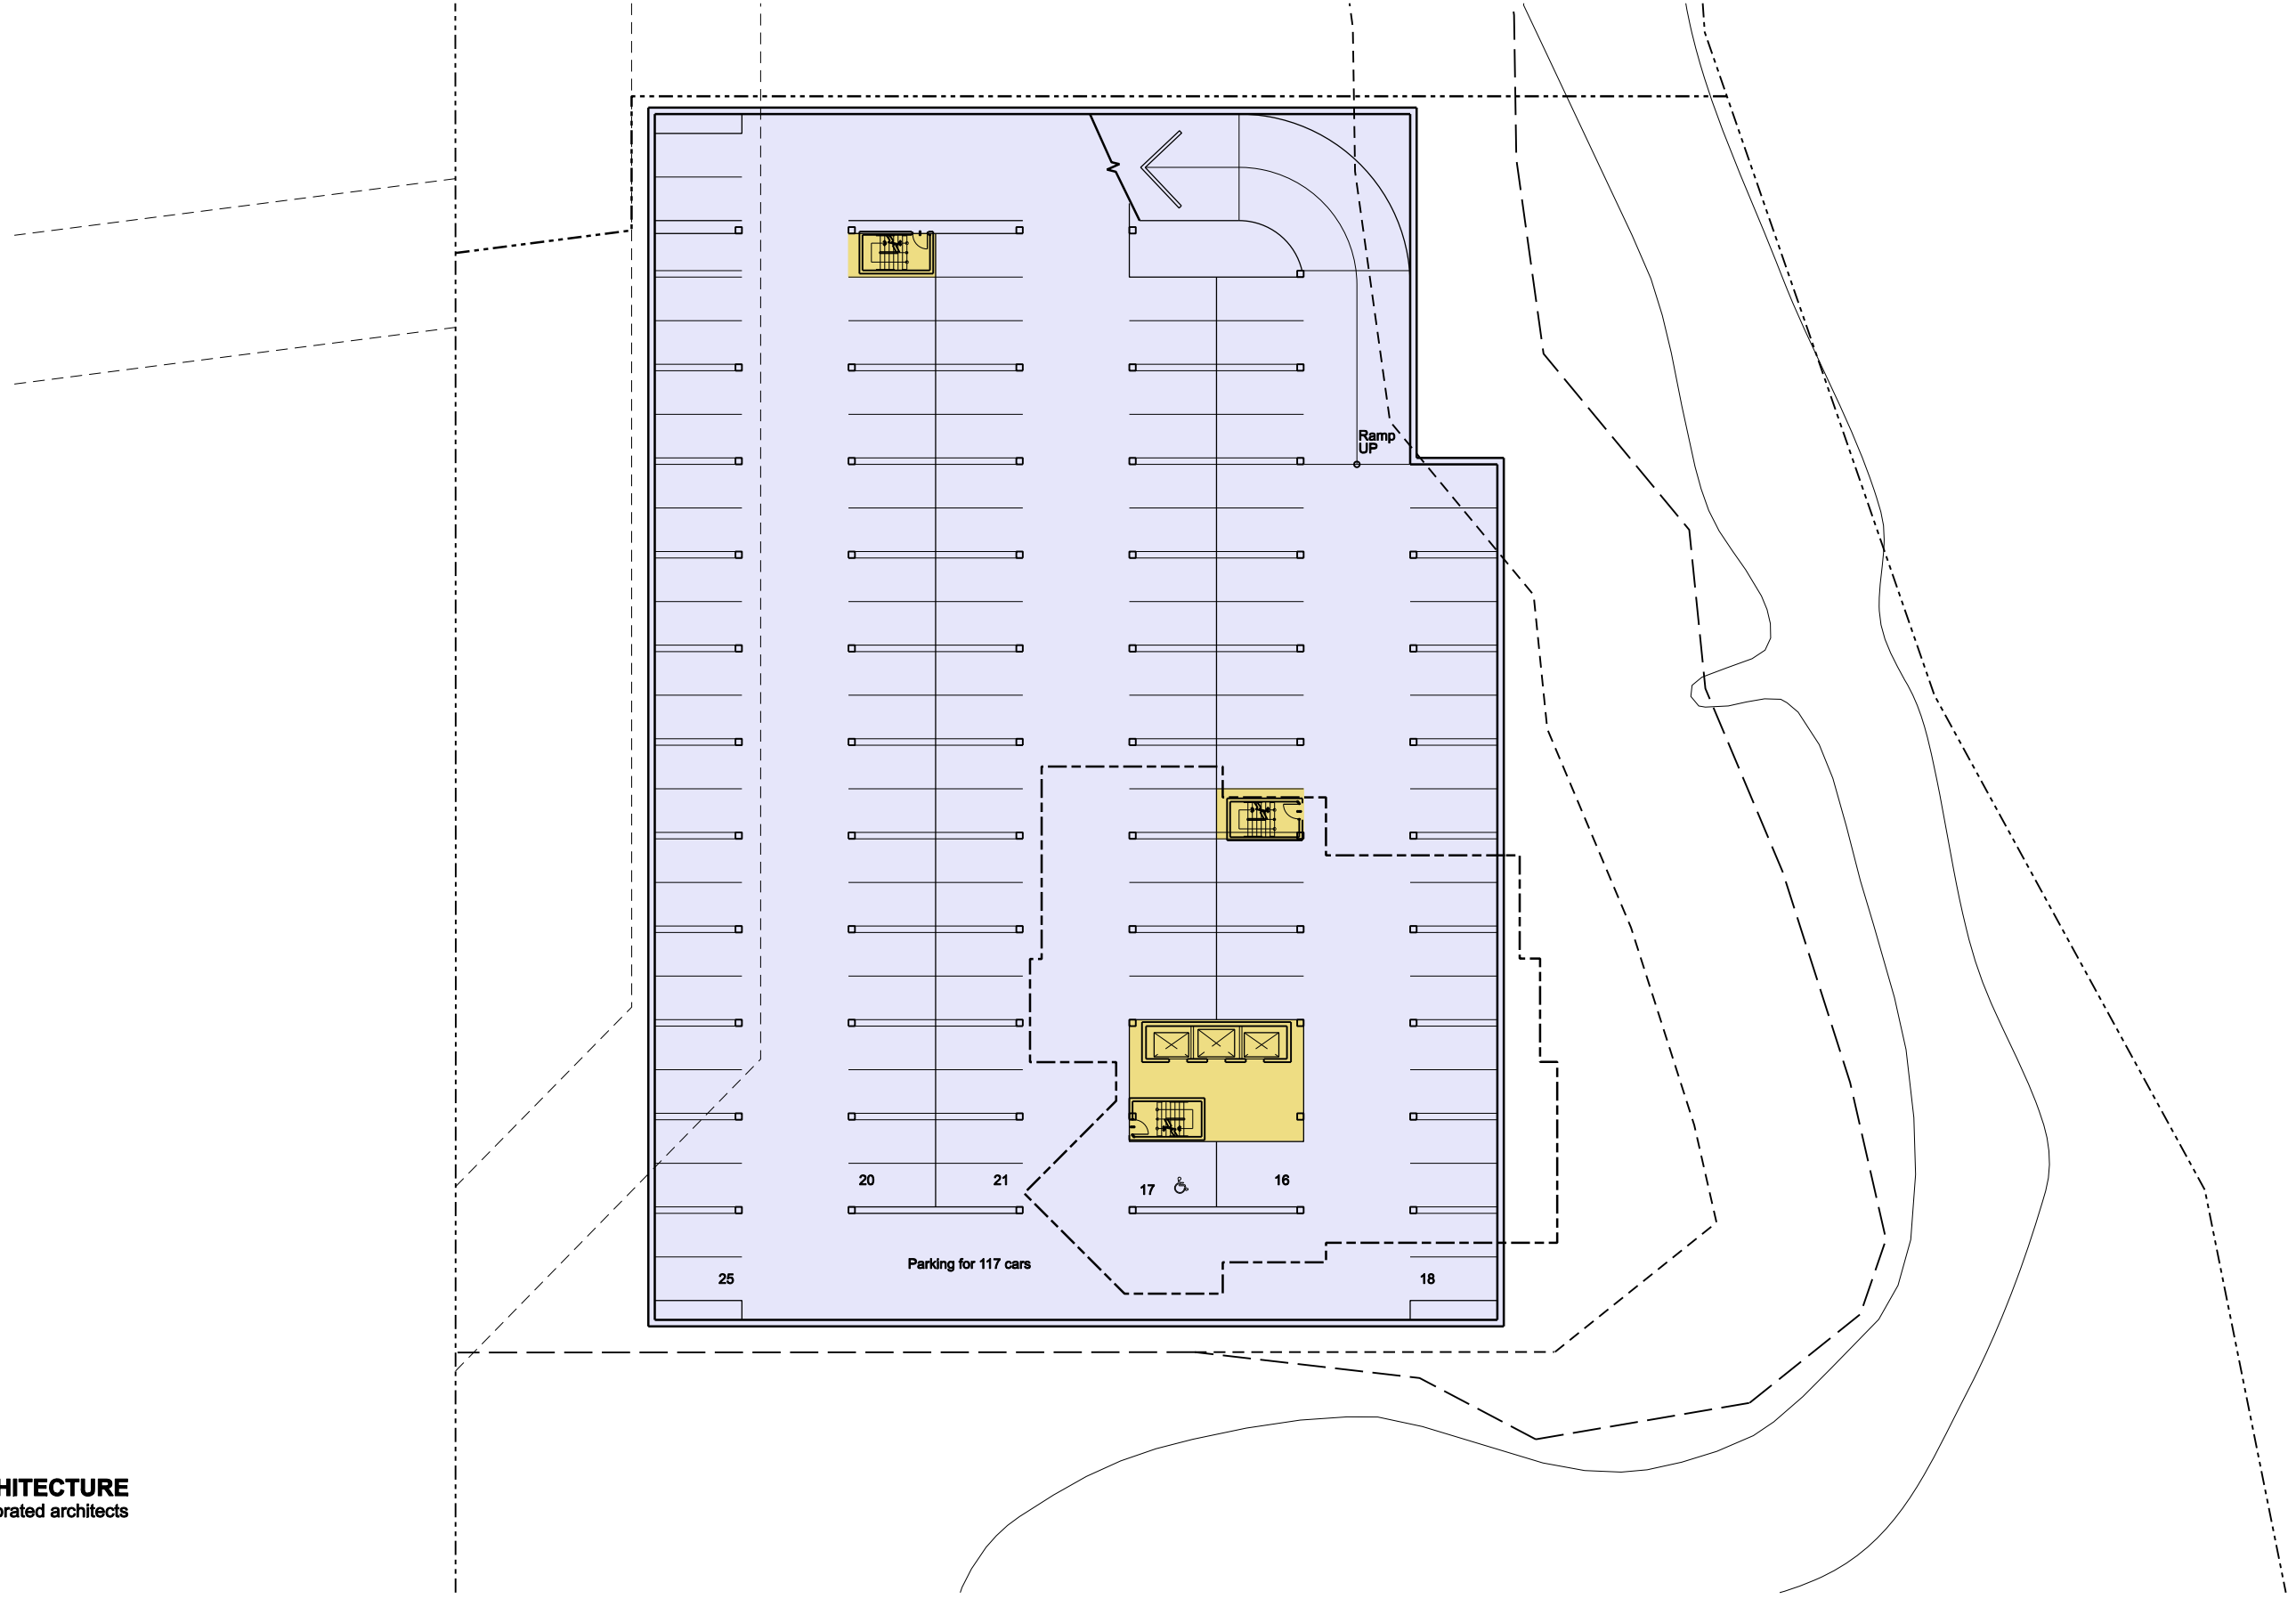 Ramp
UP
20
21
17
16
Parking for 117 cars
25
18
HITECTURE
orated architects